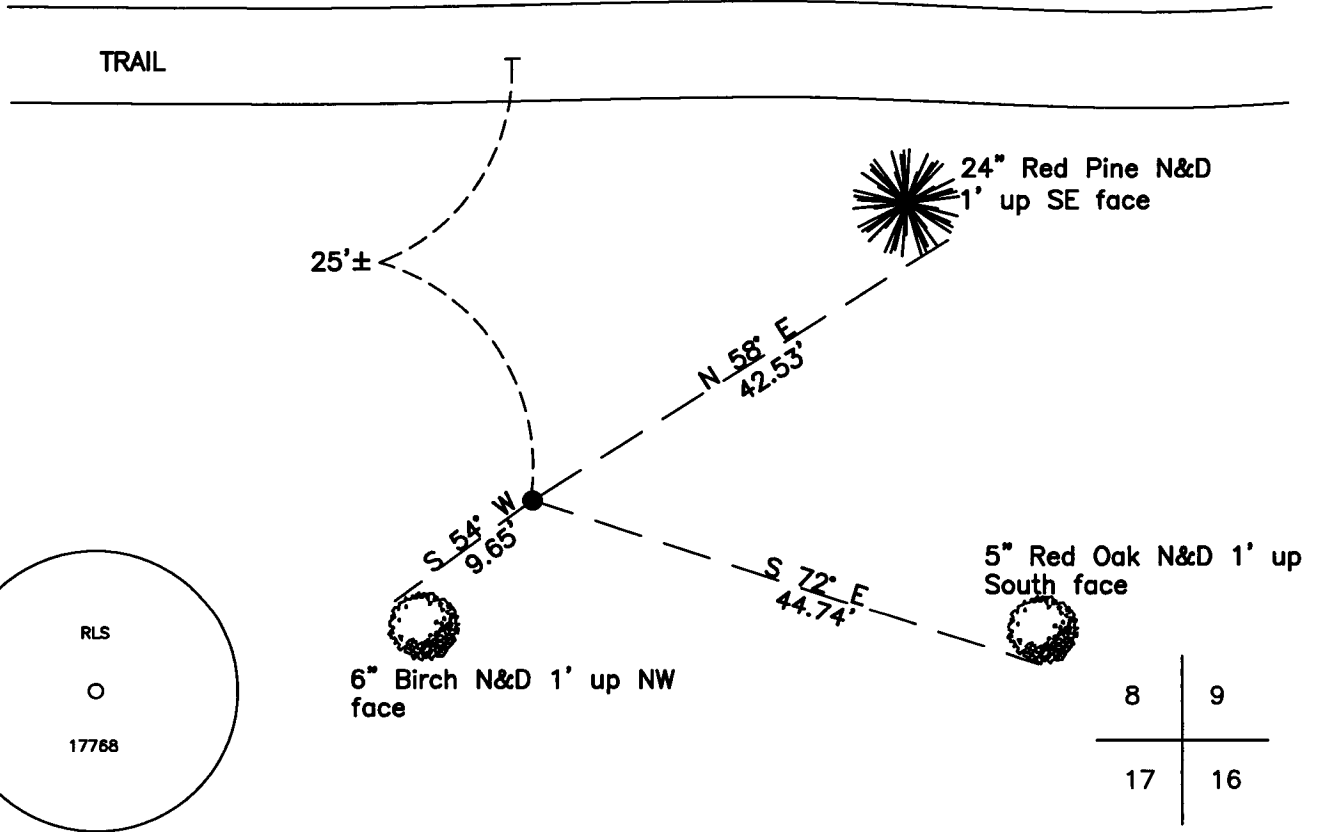 TRAIL
24" Red Pine N&D
1' up SE face
25'±
N 58° E
42.53'
S 54° W
9.65'
S 72° E
44.74'
5" Red Oak N&D 1' up
South face
6" Birch N&D 1' up NW
face
RLS
17768
8 9
17 16